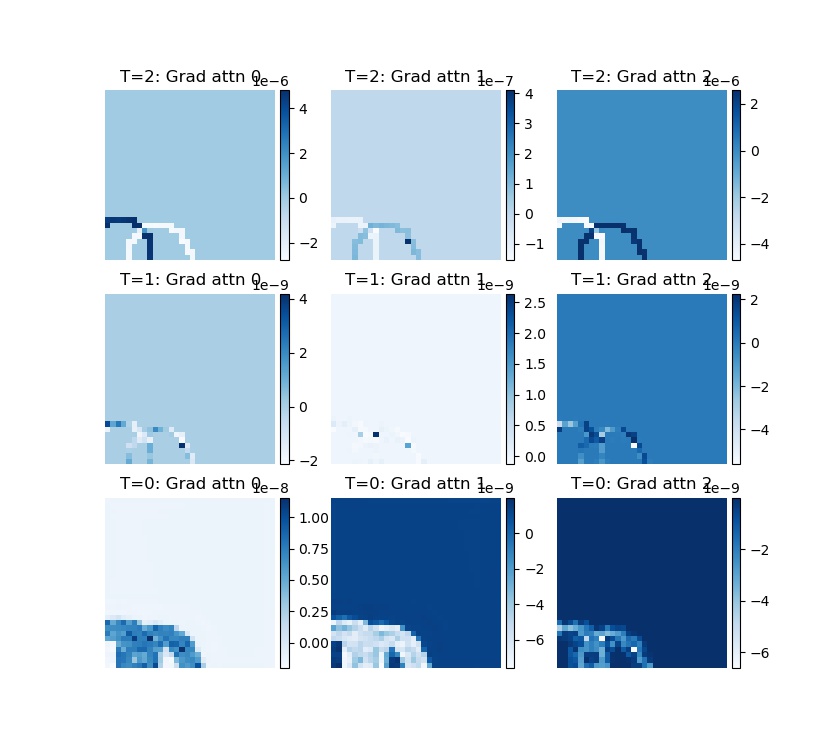 T=2: Grad attn 0 1e−6 T=2: Grad attn 1 1e−7 T=2: Grad attn 2 1e−6
4 2 0 −2
4 3 2 1 0 −1
2 0 −2 −4
T=1: Grad attn 0 1e−9 T=1: Grad attn 1 1e−9 T=1: Grad attn 2 1e−9
4 2 0 −2
2.5 2.0 1.5 1.0 0.5 0.0
2 0 −2 −4
T=0: Grad attn 0 1e−8 T=0: Grad attn 1 1e−9 T=0: Grad attn 2 1e−9
1.00 0.75 0.50 0.25 0.00
0 −2 −4 −6
−2 −4 −6